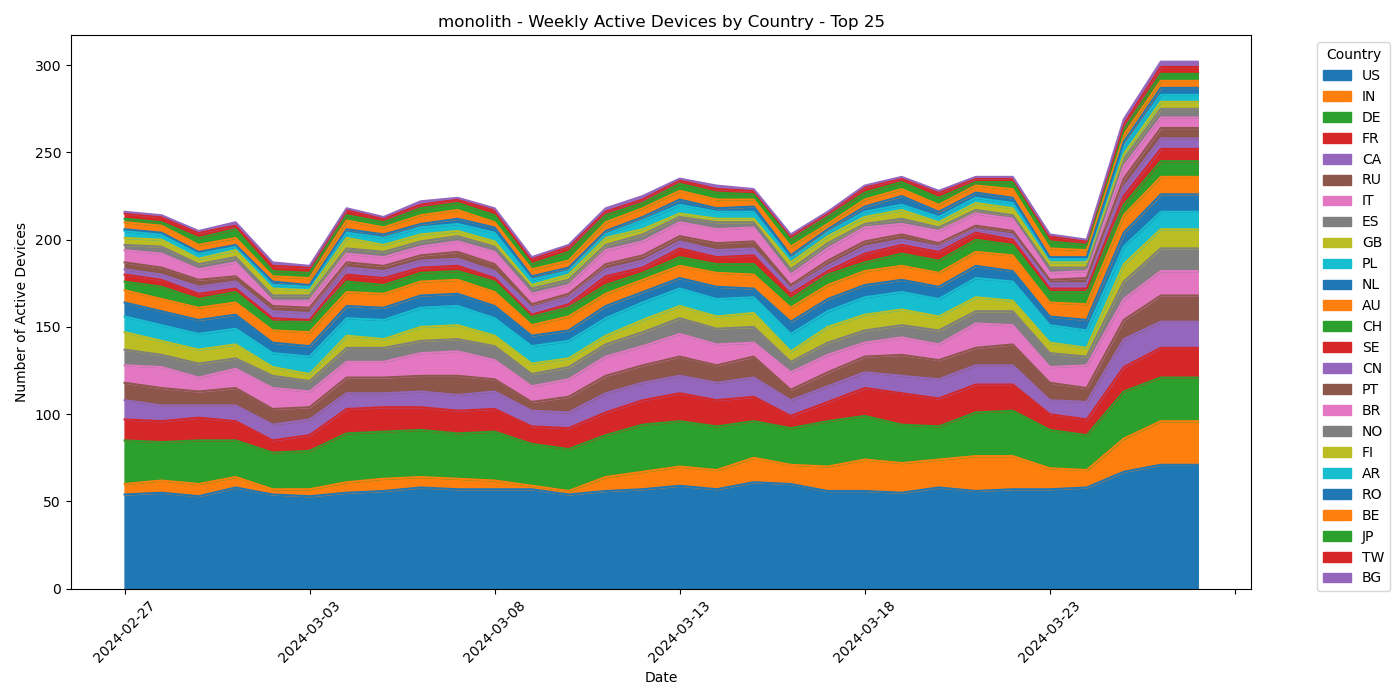 monolith - Weekly Active Devices by Country - Top 25
Number of Active Devices
300
250
200
150
100
50
0
2024-02-27
2024-03-03
2024-03-08
2024-03-13
2024-03-18
2024-03-23
Date
Country
US
IN
DE
FR
CA
RU
IT
ES
GB
PL
NL
AU
CH
SE
CN
PT
BR
NO
FI
AR
RO
BE
JP
TW
BG